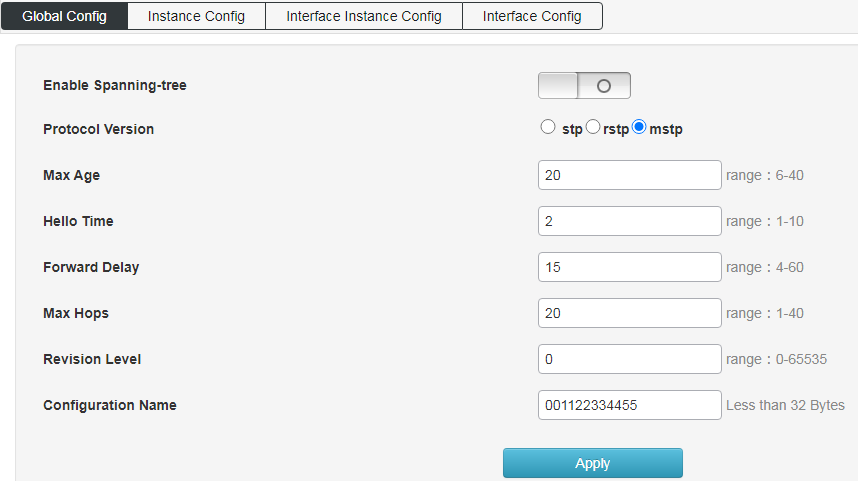 Global Config Instance Config Interface Instance Config Interface Config
Enable Spanning-tree
Protocol Version stp rstp mstp
Max Age 20 range : 6-40
Hello Time 2 range : 1-10
Forward Delay 15 range : 4-60
Max Hops 20 range : 1-40
Revision Level 0 range : 0-65535
Configuration Name 001122334455 Less than 32 Bytes
Apply